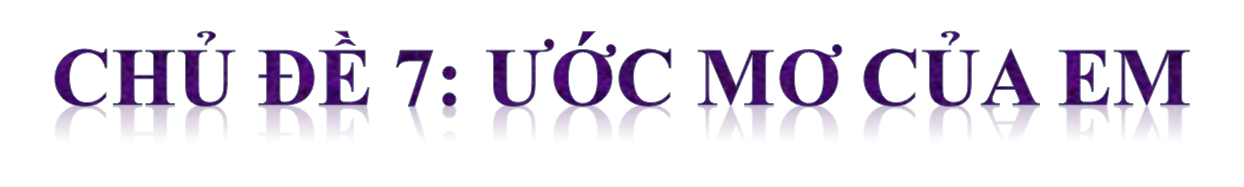 CHỦ ĐỀ 7: ƯỚC MƠ CỦA EM